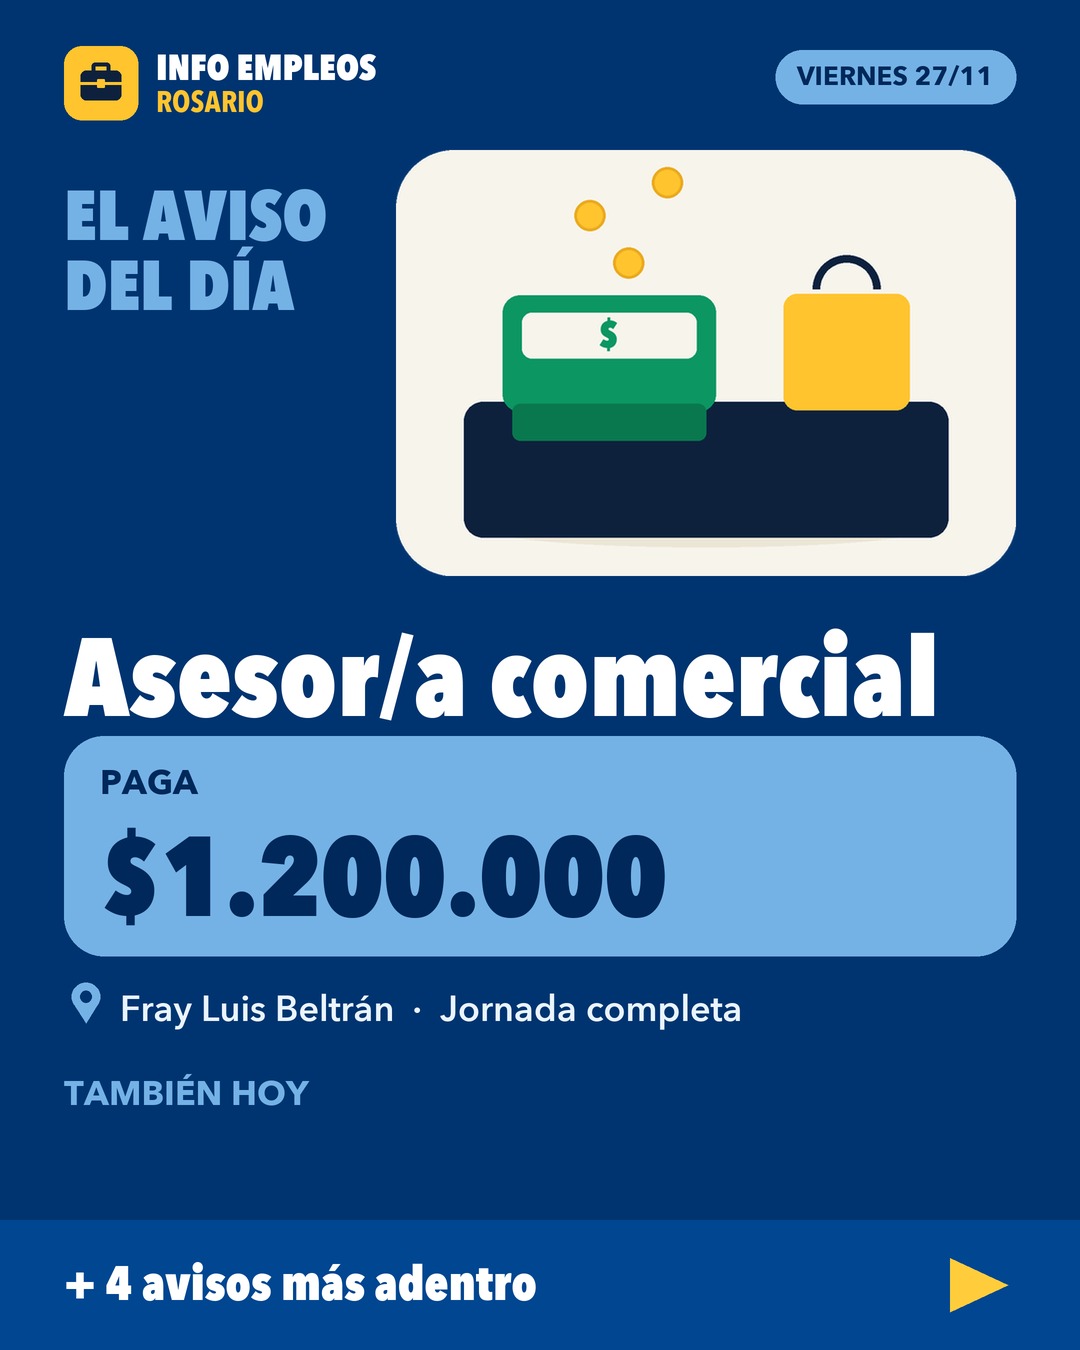 INFO EMPLEOS
ROSARIO
VIERNES 27/11
EL AVISO
DEL DÍA
$
Asesor/a comercial
PAGA
$1.200.000
Fray Luis Beltrán · Jornada completa
TAMBIÉN HOY
+ 4 avisos más adentro